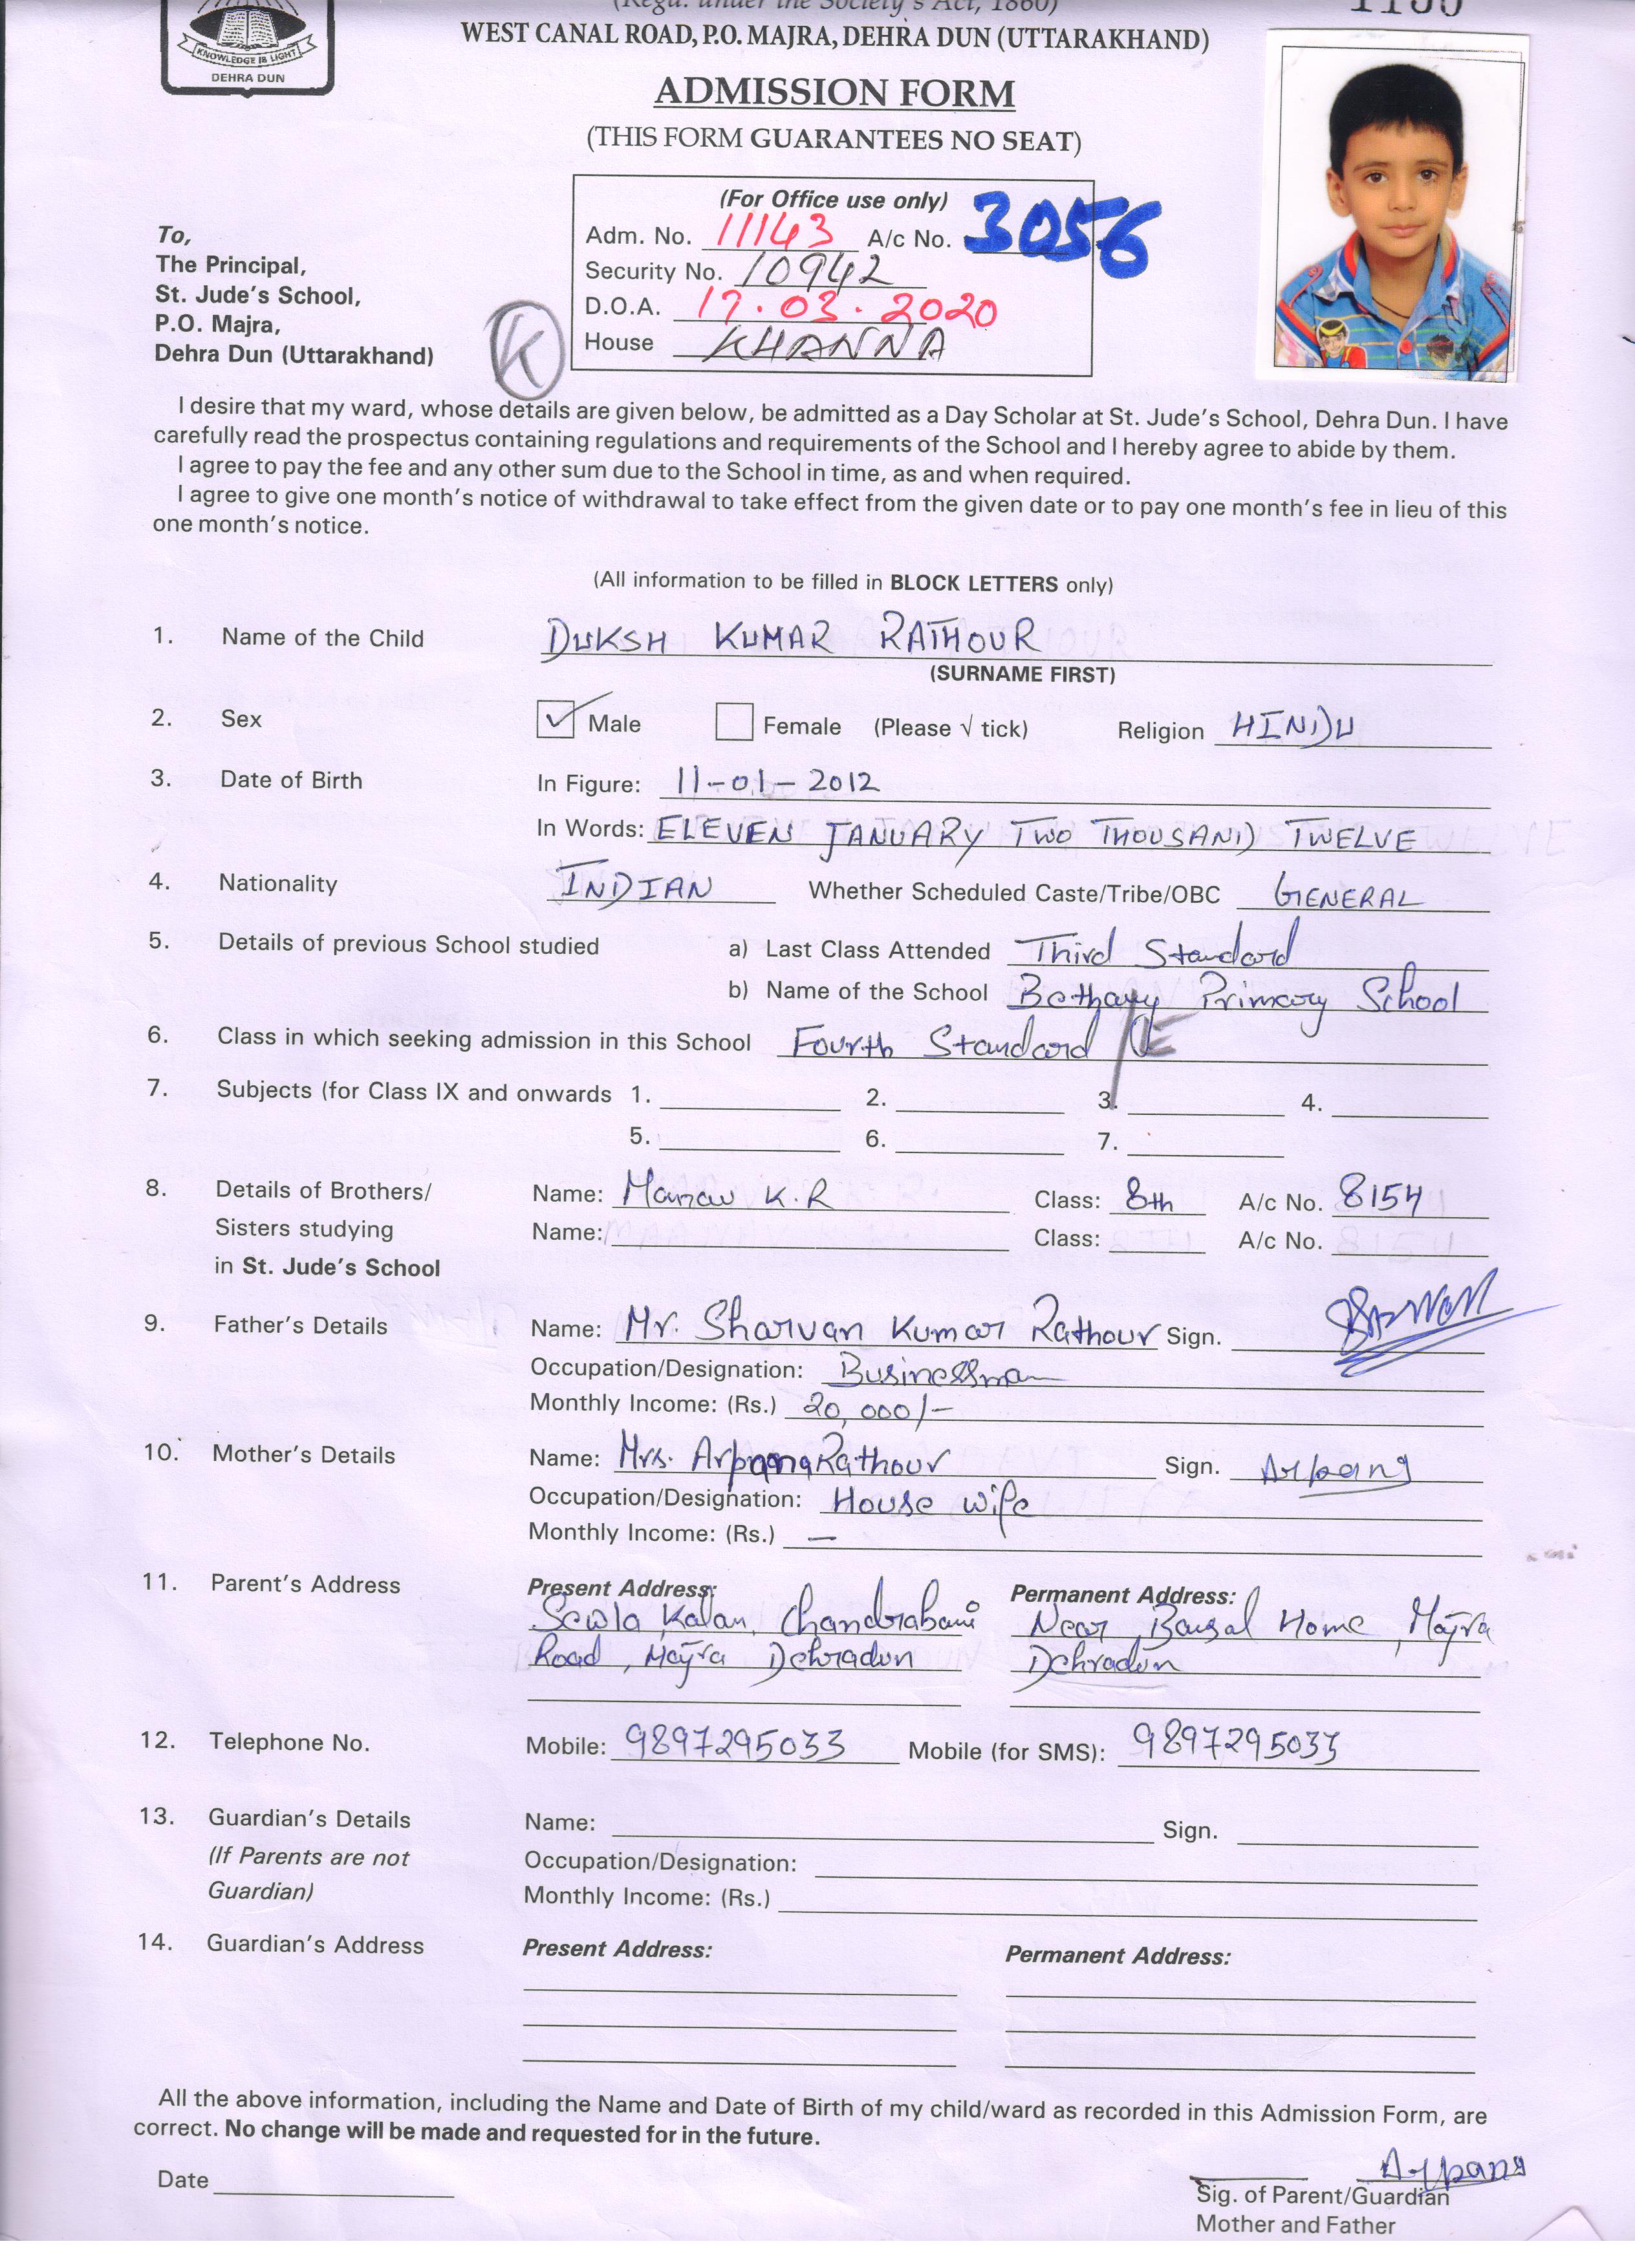 (Regd. under the Society's Act, 1860)
WEST CANAL ROAD, P.O. MAJRA, DEHRA DUN (UTTARAKHAND)
KNOWLEDGE IS LIGHT
DEHRA DUN
ADMISSION FORM
(THIS FORM GUARANTEES NO SEAT)
(For Office use only)
Adm. No. 11143 A/c No. 3056
Security No. 10942
D.O.A. 17.03.2020
House KHANNA
K
To,
The Principal,
St. Jude's School,
P.O. Majra,
Dehra Dun (Uttarakhand)
I desire that my ward, whose details are given below, be admitted as a Day Scholar at St. Jude's School, Dehra Dun. I have
carefully read the prospectus containing regulations and requirements of the School and I hereby agree to abide by them.
I agree to pay the fee and any other sum due to the School in time, as and when required.
I agree to give one month's notice of withdrawal to take effect from the given date or to pay one month's fee in lieu of this
one month's notice.
(All information to be filled in BLOCK LETTERS only)
1. Name of the Child DUKSH KUMAR RATHOUR
(SURNAME FIRST)
2. Sex Male Female (Please √ tick) Religion HINDU
3. Date of Birth In Figure: 11-01-2012
In Words: ELEVEN JANUARY TWO THOUSAND TWELVE
4. Nationality INDIAN Whether Scheduled Caste/Tribe/OBC GENERAL
5. Details of previous School studied a) Last Class Attended Third Standard
b) Name of the School Bethany Primary School
6. Class in which seeking admission in this School Fourth Standard
7. Subjects (for Class IX and onwards 1. 2. 3. 4.
5. 6. 7.
8. Details of Brothers/ Name: Manav K.R Class: 8th A/c No. 8154
Sisters studying Name: Class: A/c No.
in St. Jude's School
9. Father's Details Name: Mr. Sharvan Kumar Rathour Sign.
Occupation/Designation: Businessman
Monthly Income: (Rs.) 20,000/-
10. Mother's Details Name: Mrs. Arpana Rathour Sign. Arpana
Occupation/Designation: House wife
Monthly Income: (Rs.) —
11. Parent's Address Present Address: Permanent Address:
Sewla Kalan, Chandrabani Near Bansal Home, Majra
Road, Majra Dehradun Dehradun
12. Telephone No. Mobile: 9897295033 Mobile (for SMS): 9897295033
13. Guardian's Details Name: Sign.
(If Parents are not Occupation/Designation:
Guardian) Monthly Income: (Rs.)
14. Guardian's Address Present Address: Permanent Address:
All the above information, including the Name and Date of Birth of my child/ward as recorded in this Admission Form, are
correct. No change will be made and requested for in the future.
Arpana
Date
Sig. of Parent/Guardian
Mother and Father